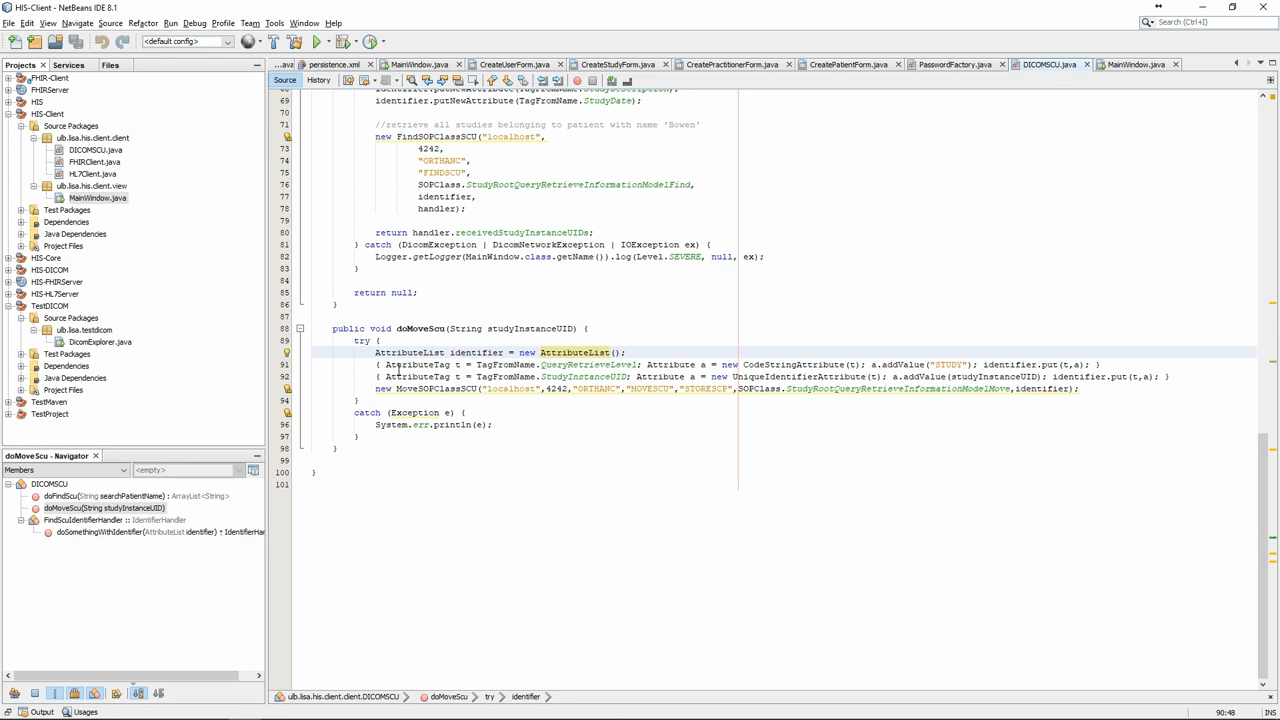 HIS-Client - NetBeans IDE 8.1
File Edit View Navigate Source Refactor Run Debug Profile Team Tools Window Help
Search (Ctrl+I)
<default config>
Projects Services Files
...ava persistence.xml MainWindow.java CreateUserForm.java CreateStudyForm.java CreatePractitionerForm.java CreatePatientForm.java PasswordFactory.java DICOMSCU.java MainWindow.java
Source History
FHIR-Client
FHIRServer
HIS
HIS-Client
Source Packages
ulb.lisa.his.client.client
DICOMSCU.java
FHIRClient.java
HL7Client.java
ulb.lisa.his.client.view
MainWindow.java
Test Packages
Dependencies
Java Dependencies
Project Files
HIS-Core
HIS-DICOM
HIS-FHIRServer
HIS-HL7Server
TestDICOM
Source Packages
ulb.lisa.testdicom
DicomExplorer.java
Test Packages
Dependencies
Java Dependencies
Project Files
TestMaven
TestProject
68 identifier.putNewAttribute(TagFromName.StudyDescription);
69 identifier.putNewAttribute(TagFromName.StudyDate);
70
71 //retrieve all studies belonging to patient with name 'Bowen'
new FindSOPClassSCU("localhost",
73 4242,
74 "ORTHANC",
75 "FINDSCU",
76 SOPClass.StudyRootQueryRetrieveInformationModelFind,
77 identifier,
78 handler);
79
80 return handler.receivedStudyInstanceUIDs;
81 } catch (DicomException | DicomNetworkException | IOException ex) {
82 Logger.getLogger(MainWindow.class.getName()).log(Level.SEVERE, null, ex);
83 }
84
85 return null;
86 }
87
88 public void doMoveScu(String studyInstanceUID) {
89 try {
AttributeList identifier = new AttributeList();
91 { AttributeTag t = TagFromName.QueryRetrieveLevel; Attribute a = new CodeStringAttribute(t); a.addValue("STUDY"); identifier.put(t,a); }
92 { AttributeTag t = TagFromName.StudyInstanceUID; Attribute a = new UniqueIdentifierAttribute(t); a.addValue(studyInstanceUID); identifier.put(t,a); }
new MoveSOPClassSCU("localhost",4242,"ORTHANC","MOVESCU","STORESCP",SOPClass.StudyRootQueryRetrieveInformationModelMove,identifier);
94 }
catch (Exception e) {
96 System.err.println(e);
97 }
98 }
99
100 }
101
doMoveScu - Navigator
Members <empty>
DICOMSCU
doFindScu(String searchPatientName) : ArrayList<String>
doMoveScu(String studyInstanceUID)
FindScuIdentifierHandler :: IdentifierHandler
doSomethingWithIdentifier(AttributeList identifier) ↑ IdentifierHan
ulb.lisa.his.client.client.DICOMSCU doMoveScu try identifier
Output Usages
90:48 INS